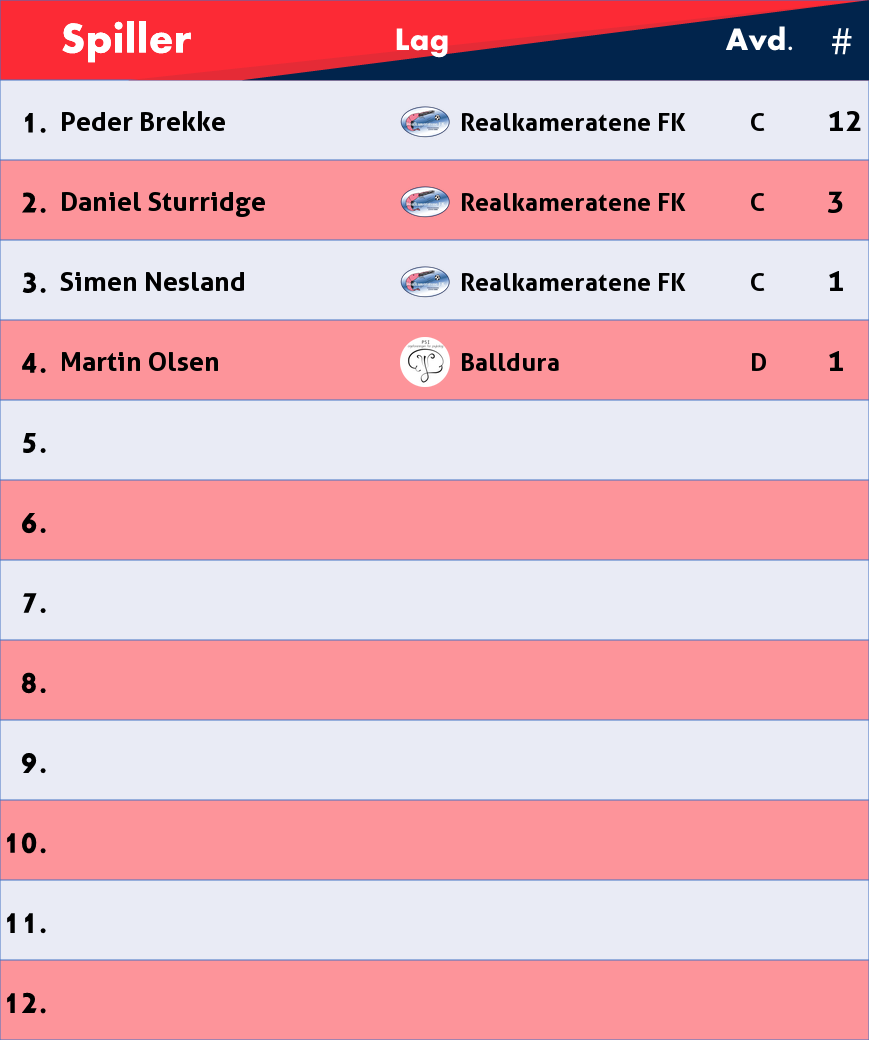 Spiller Lag Avd. #
1. Peder Brekke Realkameratene FK C 12
2. Daniel Sturridge Realkameratene FK C 3
3. Simen Nesland Realkameratene FK C 1
4. Martin Olsen PSI Balldura D 1
5.
6.
7.
8.
9.
10.
11.
12.